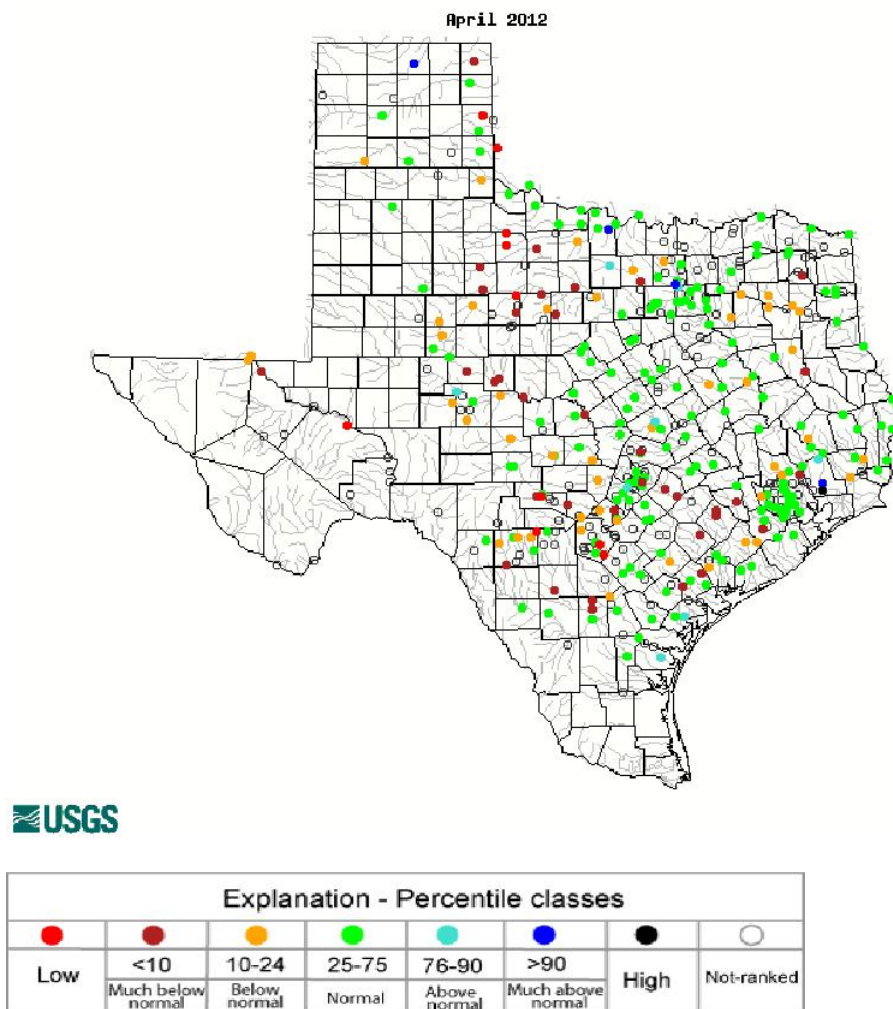 April 2012
USGS
Explanation - Percentile classes
Low
<10
Much below
normal
10-24
Below
normal
25-75
Normal
76-90
Above
normal
>90
Much above
normal
High
Not-ranked